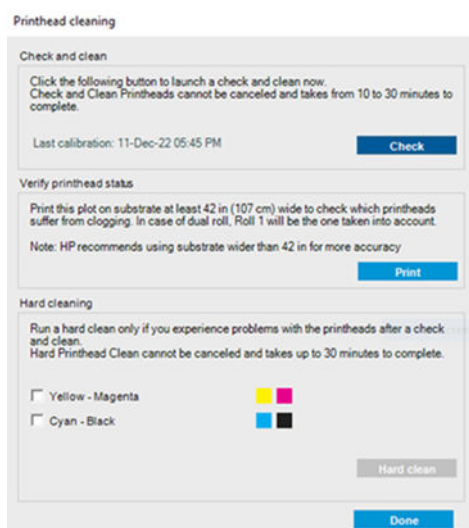 Printhead cleaning
Check and clean
Click the following button to launch a check and clean now.
Check and Clean Printheads cannot be canceled and takes from 10 to 30 minutes to
complete.
Last calibration: 11-Dec-22 05:45 PM
Check
Verify printhead status
Print this plot on substrate at least 42 in (107 cm) wide to check which printheads
suffer from clogging. In case of dual roll, Roll 1 will be the one taken into account.
Note: HP recommends using substrate wider than 42 in for more accuracy
Print
Hard cleaning
Run a hard clean only if you experience problems with the printheads after a check
and clean.
Hard Printhead Clean cannot be canceled and takes up to 30 minutes to complete.
Yellow - Magenta
Cyan - Black
Hard clean
Done